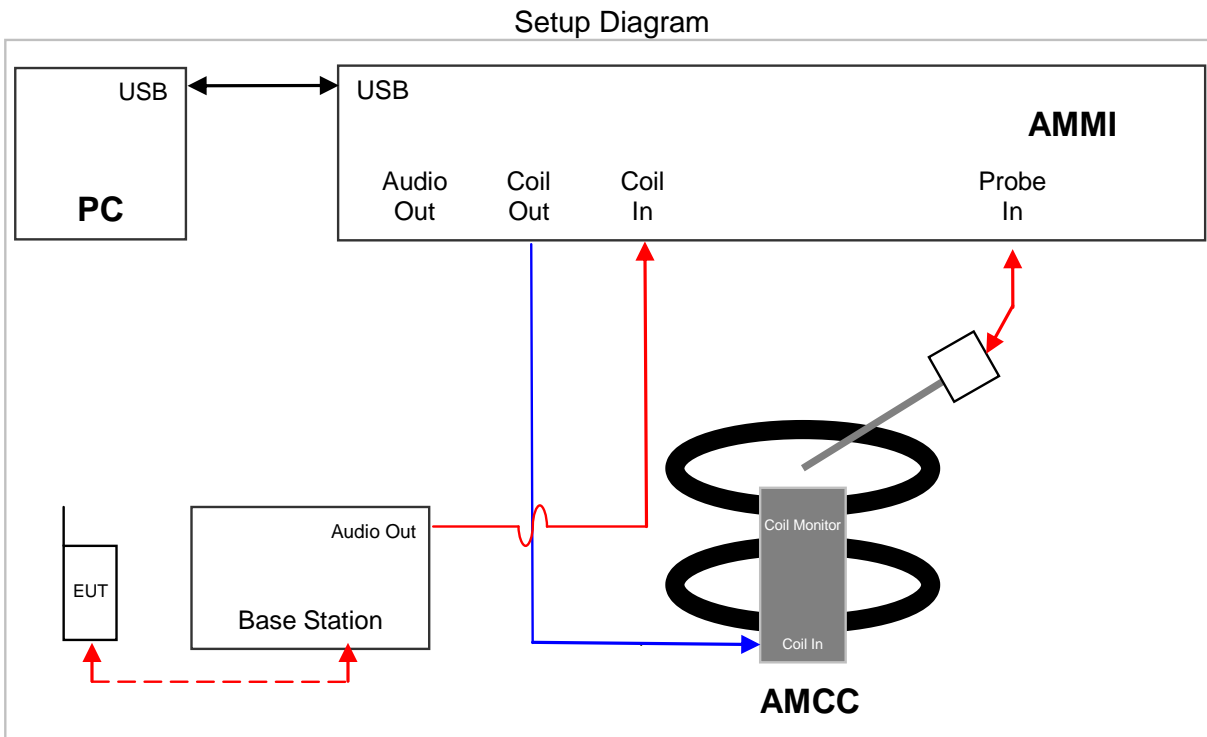 Setup Diagram
USB
USB
AMMI
PC
Audio
Out
Coil
Out
Coil
In
Probe
In
Audio Out
Base Station
EUT
Coil Monitor
Coil In
AMCC